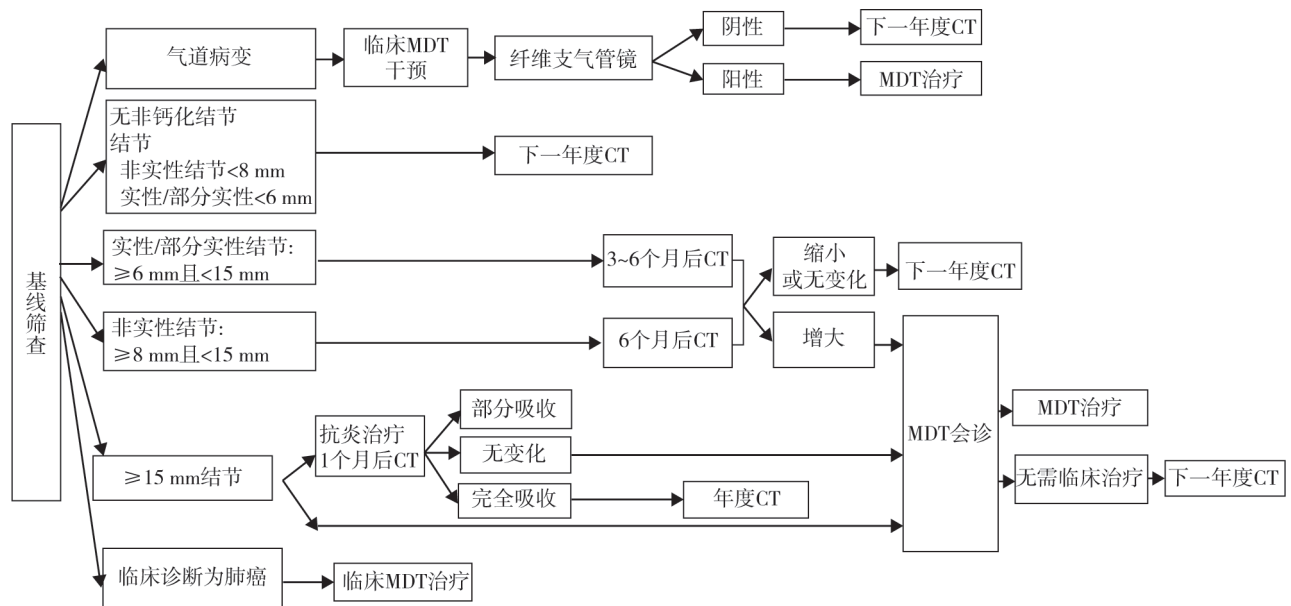 基线筛查
气道病变
临床MDT
干预
纤维支气管镜
阴性
下一年度CT
阳性
MDT治疗
无非钙化结节
结节
非实性结节<8 mm
实性/部分实性<6 mm
下一年度CT
实性/部分实性结节:
≥6 mm且<15 mm
3~6个月后CT
缩小
或无变化
下一年度CT
非实性结节:
≥8 mm且<15 mm
6个月后CT
增大
≥15 mm结节
抗炎治疗
1个月后CT
部分吸收
无变化
完全吸收
年度CT
MDT会诊
MDT治疗
无需临床治疗
下一年度CT
临床诊断为肺癌
临床MDT治疗